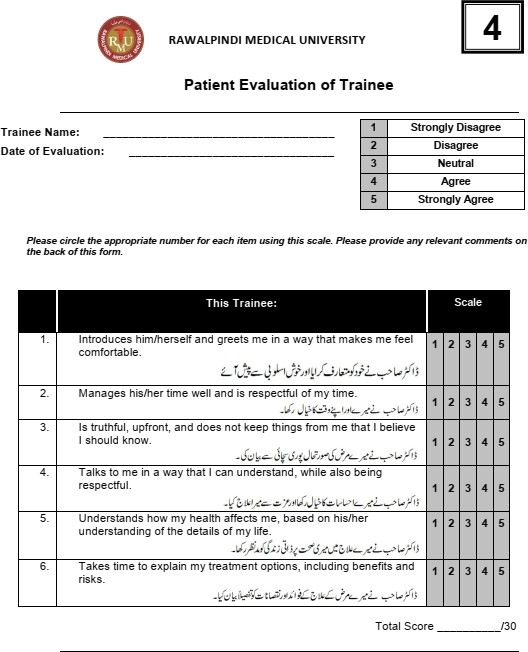 4
RAWALPINDI MEDICAL UNIVERSITY
Patient Evaluation of Trainee
Trainee Name: ___________________________________
Date of Evaluation: _______________________________
1 Strongly Disagree
2 Disagree
3 Neutral
4 Agree
5 Strongly Agree
Please circle the appropriate number for each item using this scale. Please provide any relevant comments on
the back of this form.
This Trainee: Scale
1. Introduces him/herself and greets me in a way that makes me feel
comfortable.
1 2 3 4 5
ڈاکٹر صاحب نے خود کو متعارف کرایا اور خوش اسلوبی سے پیش آئے
2. Manages his/her time well and is respectful of my time.
1 2 3 4 5
ڈاکٹر صاحب نے میرے اور اپنے وقت کا خیال رکھا۔
3. Is truthful, upfront, and does not keep things from me that I believe
I should know.
1 2 3 4 5
ڈاکٹر صاحب نے میرے مرض کی صورتحال پوری سچائی سے بیان کی۔
4. Talks to me in a way that I can understand, while also being
respectful.
1 2 3 4 5
ڈاکٹر صاحب نے میرے احساسات کا خیال رکھا اور عزت سے میرا علاج کیا۔
5. Understands how my health affects me, based on his/her
understanding of the details of my life.
1 2 3 4 5
ڈاکٹر صاحب نے میرے علاج میں میری صحت پر ذاتی زندگی کو مدنظر رکھا۔
6. Takes time to explain my treatment options, including benefits and
risks.
1 2 3 4 5
ڈاکٹر صاحب نے میرے مرض کے علاج کے فوائد اور نقصانات کو تفصیلاً بیان کیا۔
Total Score __________/30